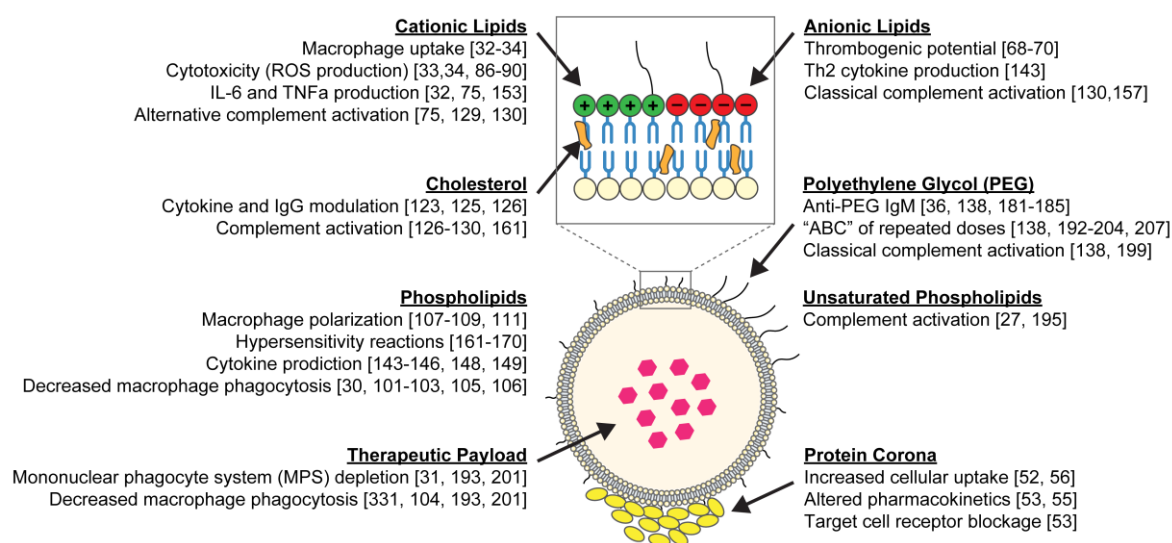 Cationic Lipids
Macrophage uptake [32-34]
Cytotoxicity (ROS production) [33,34, 86-90]
IL-6 and TNFa production [32, 75, 153]
Alternative complement activation [75, 129, 130]
Cholesterol
Cytokine and IgG modulation [123, 125, 126]
Complement activation [126-130, 161]
Phospholipids
Macrophage polarization [107-109, 111]
Hypersensitivity reactions [161-170]
Cytokine prodiction [143-146, 148, 149]
Decreased macrophage phagocytosis [30, 101-103, 105, 106]
Therapeutic Payload
Mononuclear phagocyte system (MPS) depletion [31, 193, 201]
Decreased macrophage phagocytosis [331, 104, 193, 201]
+ + + + − − − −
Anionic Lipids
Thrombogenic potential [68-70]
Th2 cytokine production [143]
Classical complement activation [130,157]
Polyethylene Glycol (PEG)
Anti-PEG IgM [36, 138, 181-185]
“ABC” of repeated doses [138, 192-204, 207]
Classical complement activation [138, 199]
Unsaturated Phospholipids
Complement activation [27, 195]
Protein Corona
Increased cellular uptake [52, 56]
Altered pharmacokinetics [53, 55]
Target cell receptor blockage [53]